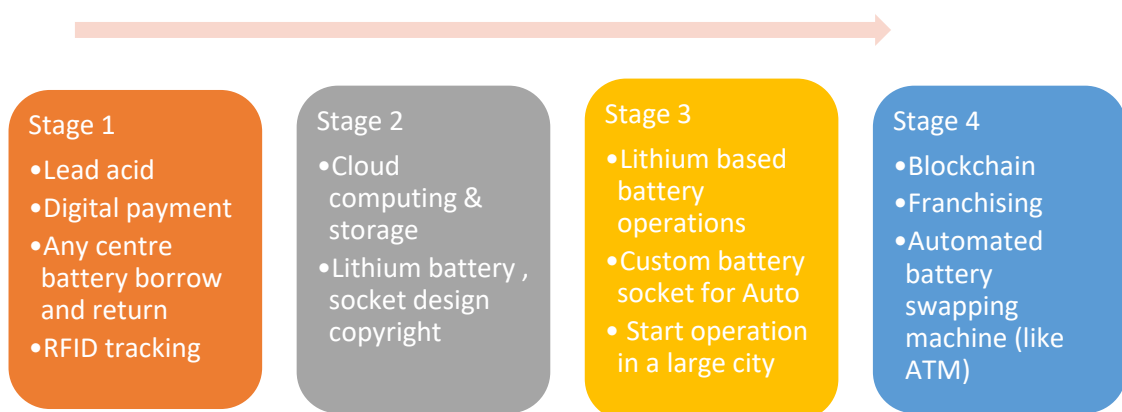 Stage 1
•Lead acid
•Digital payment
•Any centre
battery borrow
and return
•RFID tracking
Stage 2
•Cloud
computing &
storage
•Lithium battery ,
socket design
copyright
Stage 3
•Lithium based
battery
operations
•Custom battery
socket for Auto
• Start operation
in a large city
Stage 4
•Blockchain
•Franchising
•Automated
battery
swapping
machine (like
ATM)